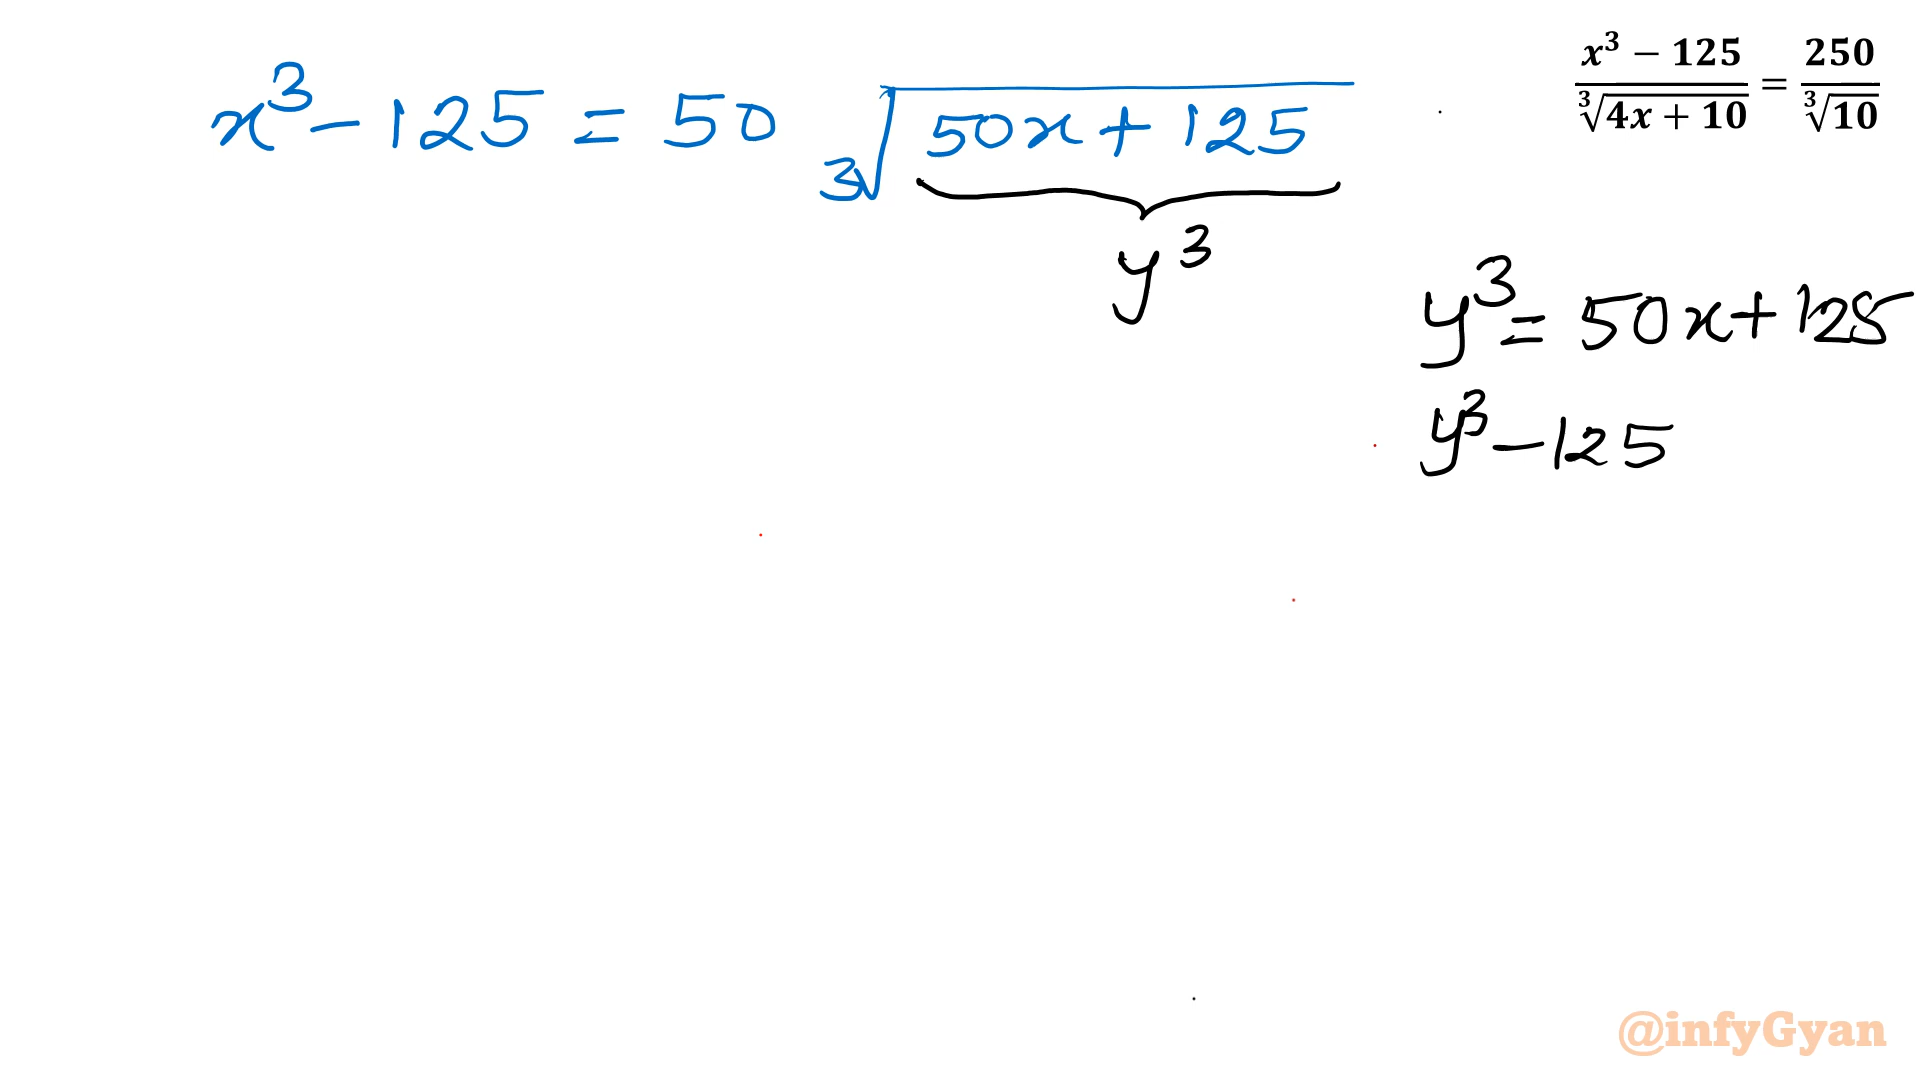 x³ − 125 = 50 ∛(50x + 125)
y³
(x³ − 125)/∛(4x + 10) = 250/∛10
y³ = 50x + 125
y³ − 125
@infyGyan